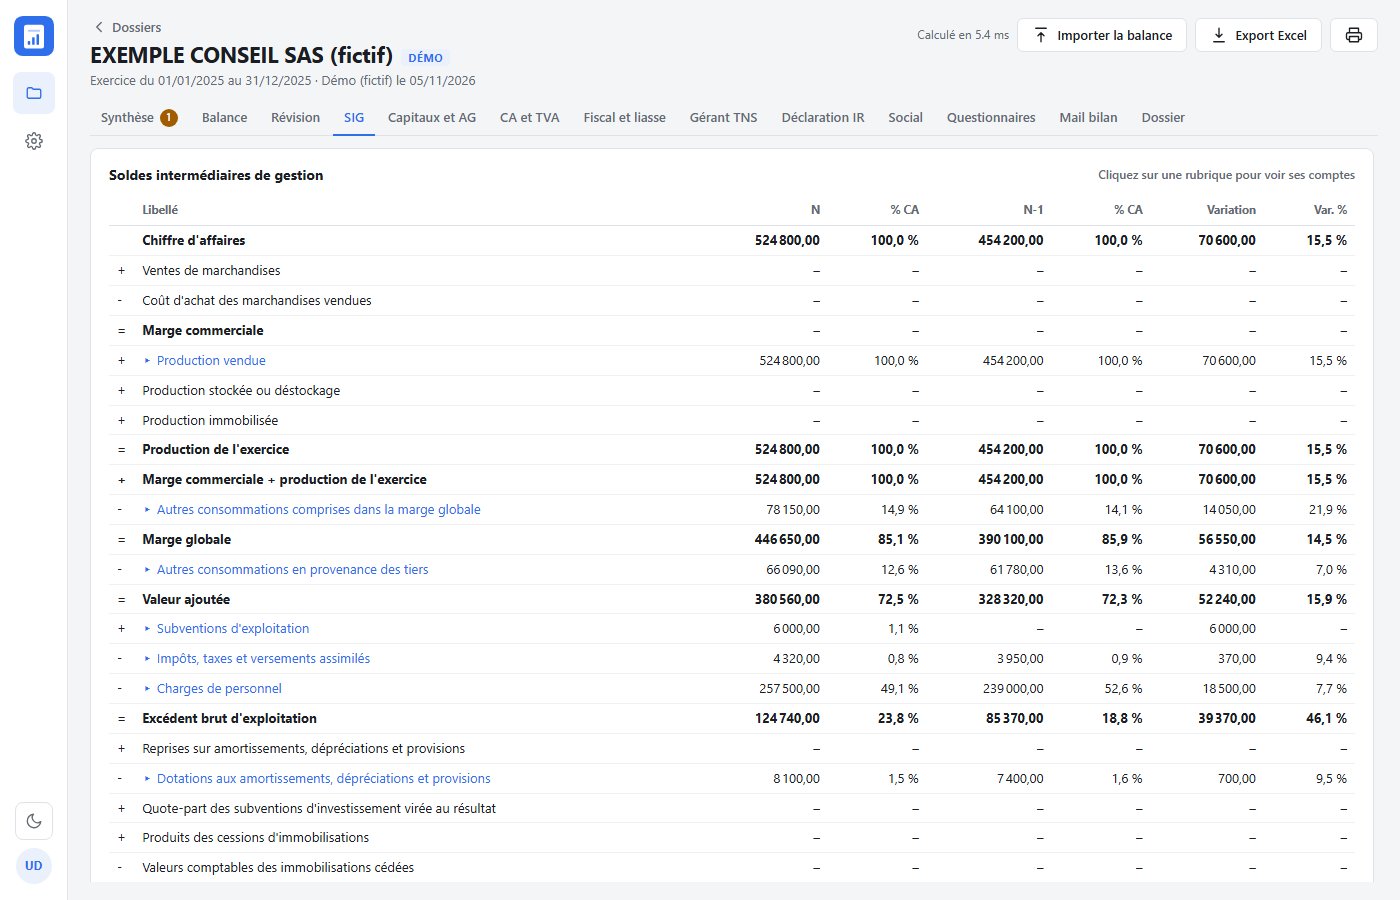 Dossiers
EXEMPLE CONSEIL SAS (fictif) DÉMO
Exercice du 01/01/2025 au 31/12/2025 · Démo (fictif) le 05/11/2026
Calculé en 5.4 ms Importer la balance Export Excel
Synthèse 1 Balance Révision SIG Capitaux et AG CA et TVA Fiscal et liasse Gérant TNS Déclaration IR Social Questionnaires Mail bilan Dossier
Soldes intermédiaires de gestion Cliquez sur une rubrique pour voir ses comptes
Libellé N % CA N-1 % CA Variation Var. %
Chiffre d'affaires 524 800,00 100,0 % 454 200,00 100,0 % 70 600,00 15,5 %
+ Ventes de marchandises – – – – – –
- Coût d'achat des marchandises vendues – – – – – –
= Marge commerciale – – – – – –
+ ▸ Production vendue 524 800,00 100,0 % 454 200,00 100,0 % 70 600,00 15,5 %
+ Production stockée ou déstockage – – – – – –
+ Production immobilisée – – – – – –
= Production de l'exercice 524 800,00 100,0 % 454 200,00 100,0 % 70 600,00 15,5 %
+ Marge commerciale + production de l'exercice 524 800,00 100,0 % 454 200,00 100,0 % 70 600,00 15,5 %
- ▸ Autres consommations comprises dans la marge globale 78 150,00 14,9 % 64 100,00 14,1 % 14 050,00 21,9 %
= Marge globale 446 650,00 85,1 % 390 100,00 85,9 % 56 550,00 14,5 %
- ▸ Autres consommations en provenance des tiers 66 090,00 12,6 % 61 780,00 13,6 % 4 310,00 7,0 %
= Valeur ajoutée 380 560,00 72,5 % 328 320,00 72,3 % 52 240,00 15,9 %
+ ▸ Subventions d'exploitation 6 000,00 1,1 % – – 6 000,00 –
- ▸ Impôts, taxes et versements assimilés 4 320,00 0,8 % 3 950,00 0,9 % 370,00 9,4 %
- ▸ Charges de personnel 257 500,00 49,1 % 239 000,00 52,6 % 18 500,00 7,7 %
= Excédent brut d'exploitation 124 740,00 23,8 % 85 370,00 18,8 % 39 370,00 46,1 %
+ Reprises sur amortissements, dépréciations et provisions – – – – – –
- ▸ Dotations aux amortissements, dépréciations et provisions 8 100,00 1,5 % 7 400,00 1,6 % 700,00 9,5 %
+ Quote-part des subventions d'investissement virée au résultat – – – – – –
+ Produits des cessions d'immobilisations – – – – – –
- Valeurs comptables des immobilisations cédées – – – – – –
UD